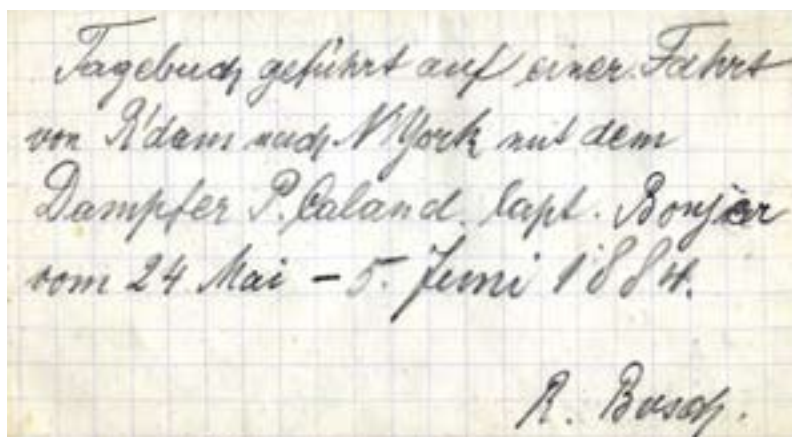 Tagebuch geführt auf einer Fahrt
von R'dam nach N'York mit dem
Dampfer P. Caland. Capt. Bonjer
vom 24 Mai – 5. Juni 1884.
R. Busch.